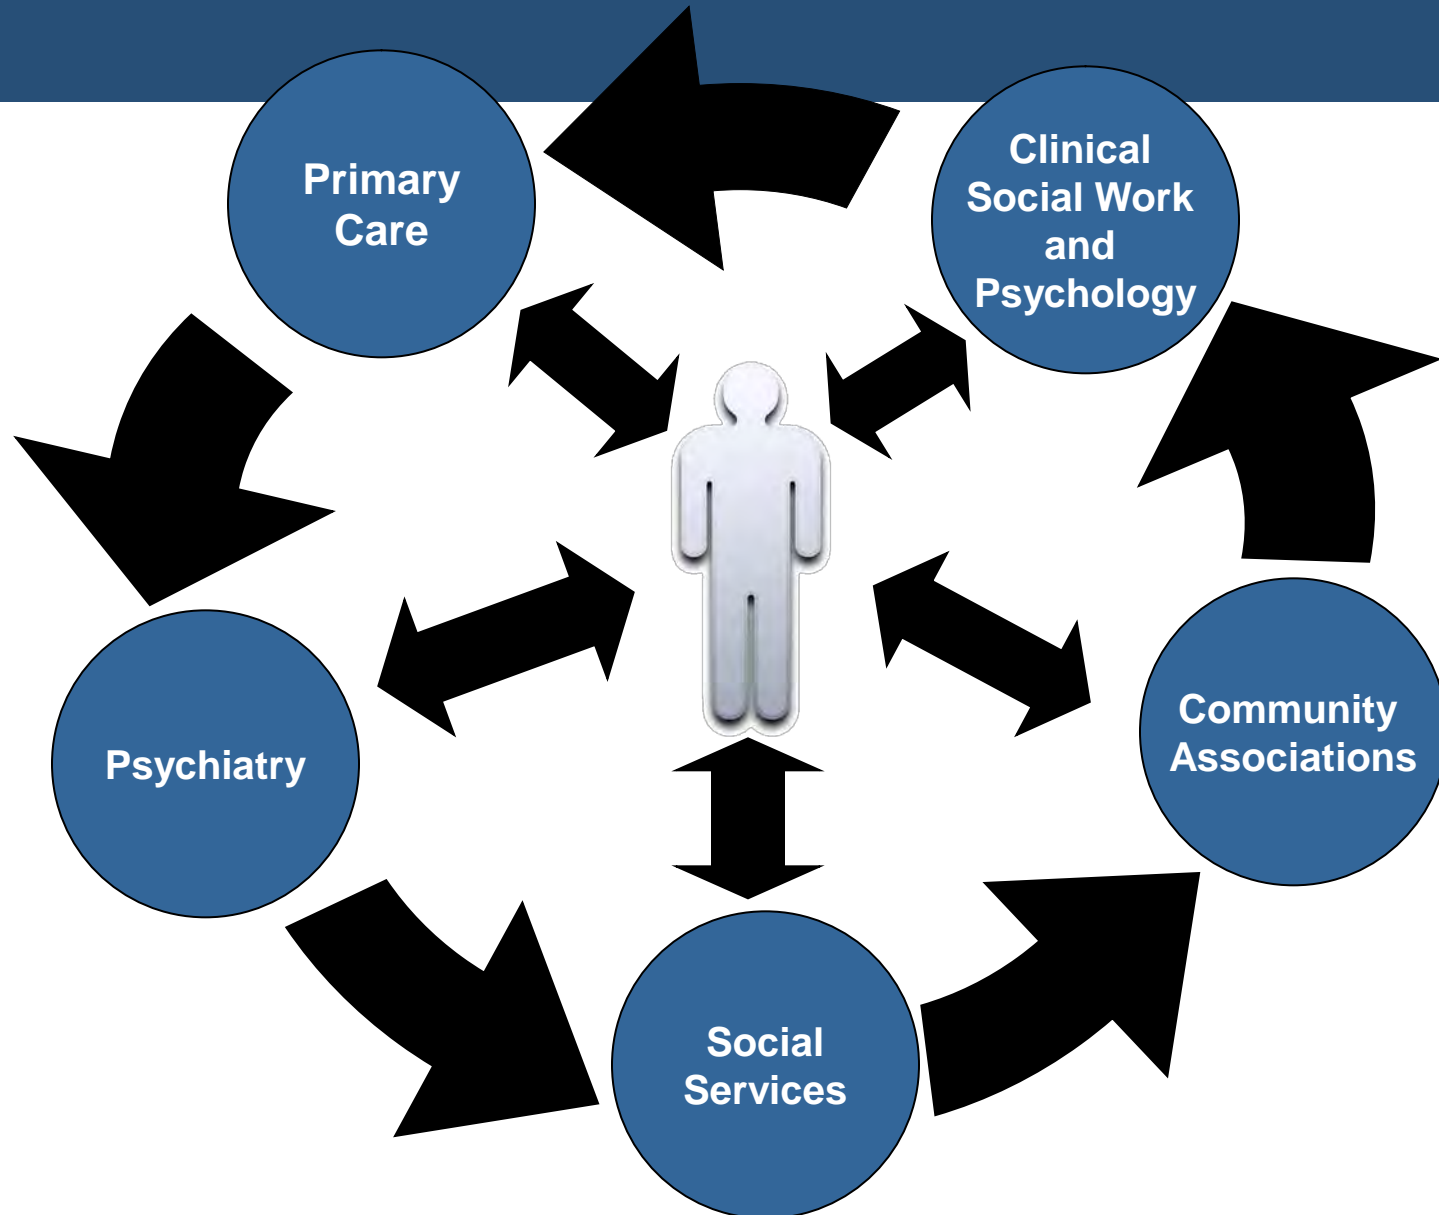 Primary
Care
Clinical
Social Work
and
Psychology
Psychiatry
Community
Associations
Social
Services